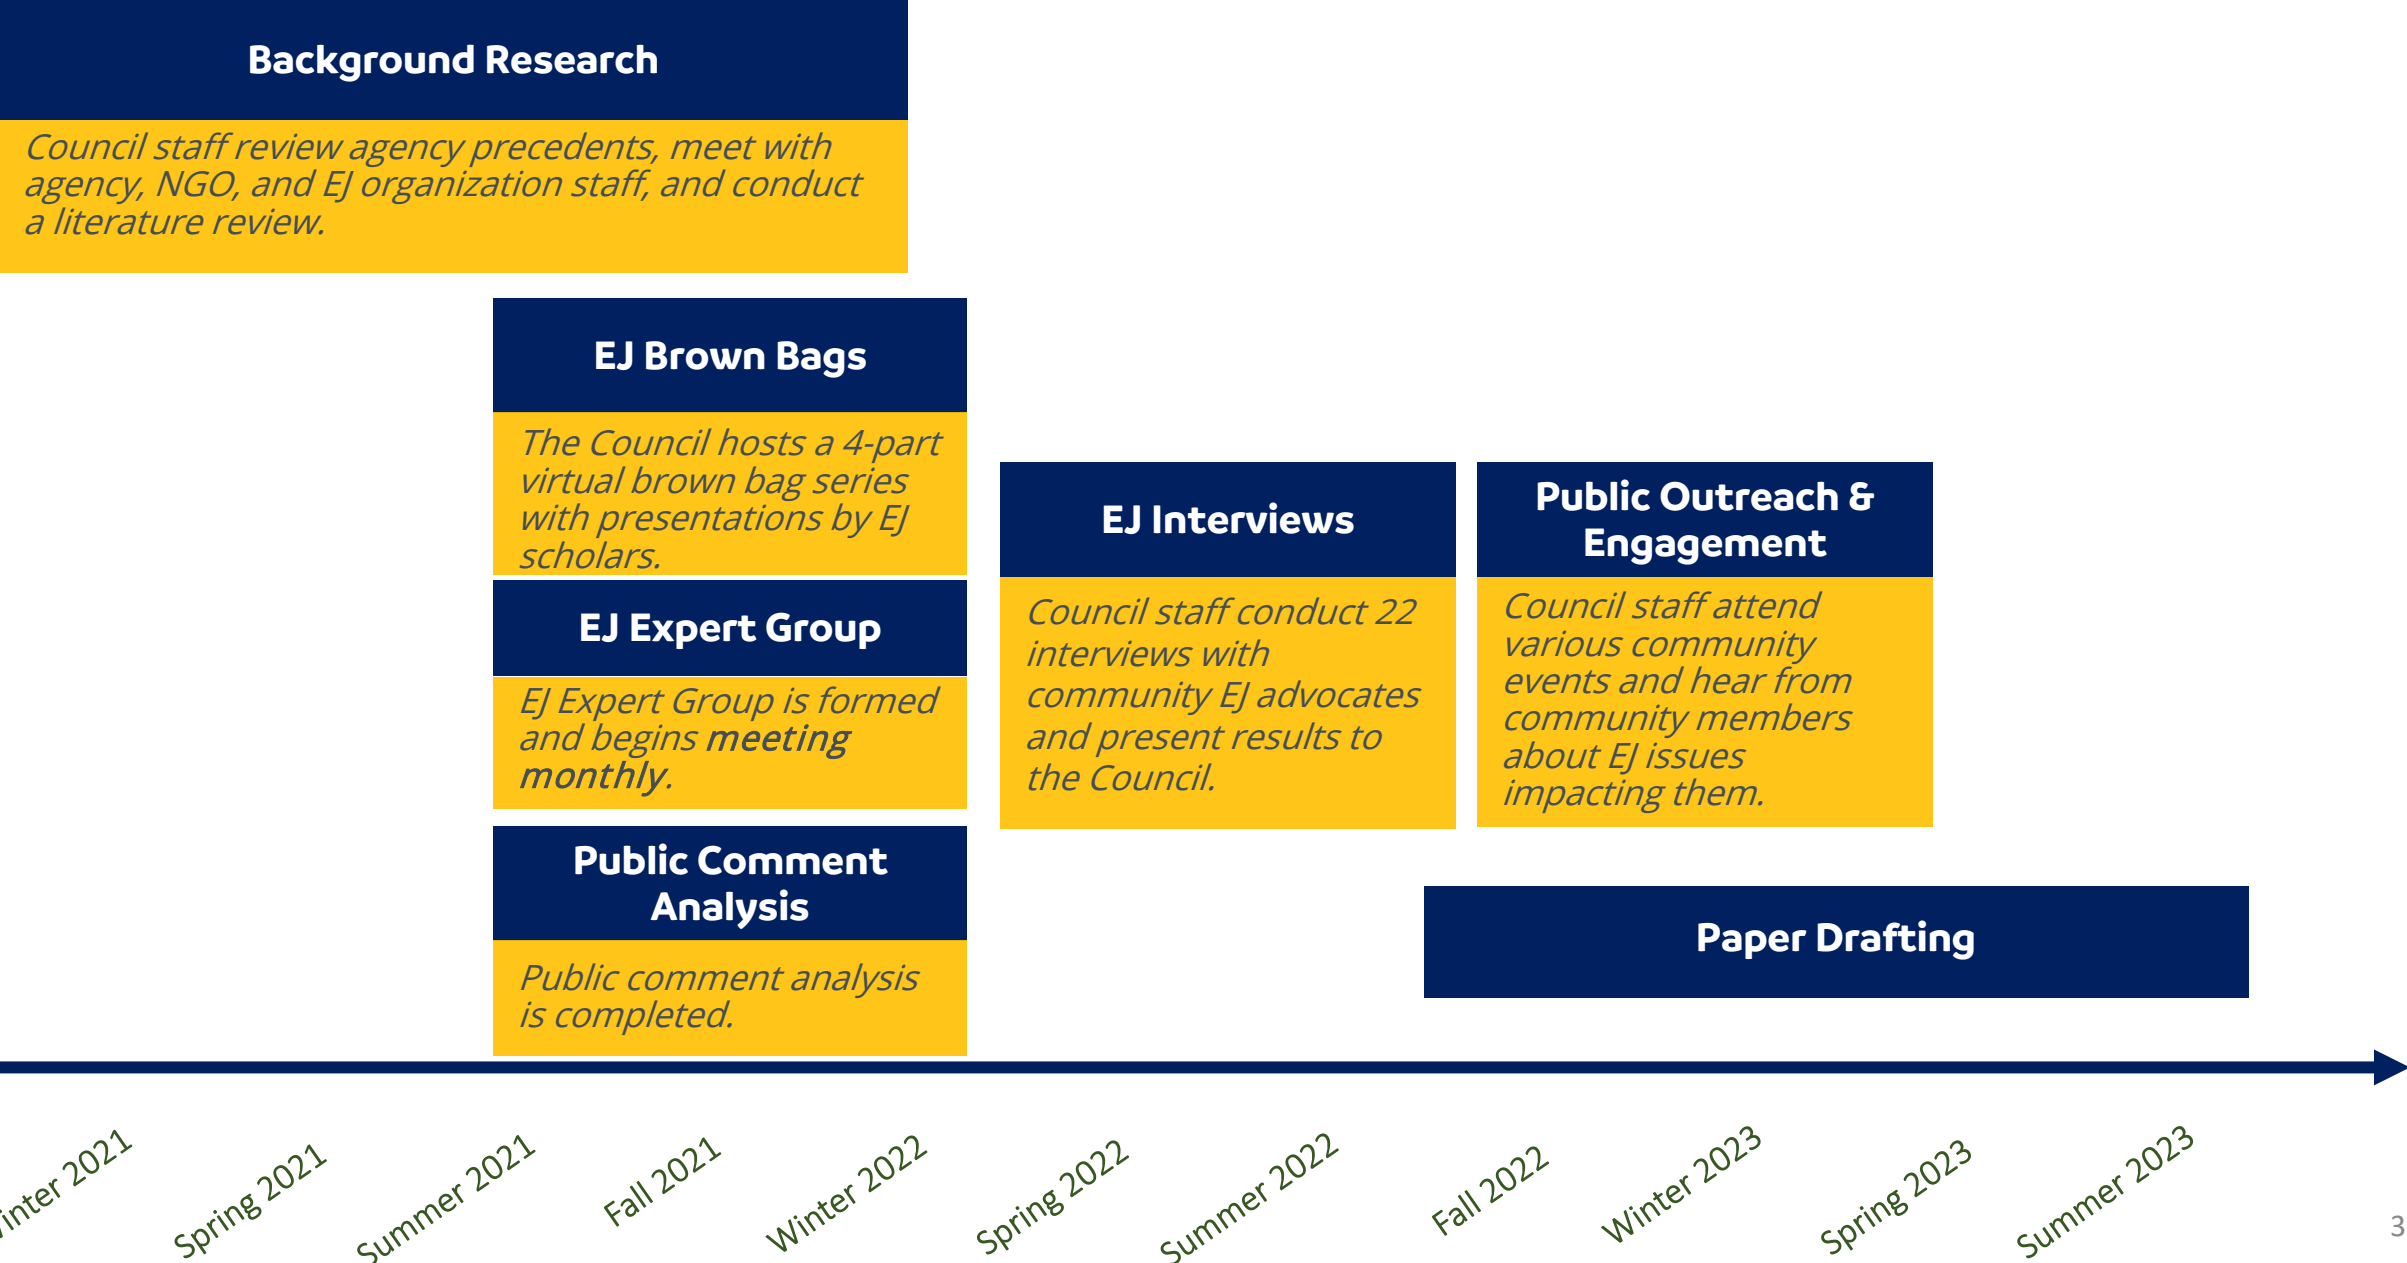 Background Research
Council staff review agency precedents, meet with
agency, NGO, and EJ organization staff, and conduct
a literature review.
EJ Brown Bags
The Council hosts a 4-part
virtual brown bag series
with presentations by EJ
scholars.
EJ Expert Group
EJ Expert Group is formed
and begins meeting
monthly.
Public Comment
Analysis
Public comment analysis
is completed.
EJ Interviews
Council staff conduct 22
interviews with
community EJ advocates
and present results to
the Council.
Public Outreach &
Engagement
Council staff attend
various community
events and hear from
community members
about EJ issues
impacting them.
Paper Drafting
inter 2021
Spring 2021
Summer 2021
Fall 2021
Winter 2022
Spring 2022
Summer 2022
Fall 2022
Winter 2023
Spring 2023
Summer 2023
3